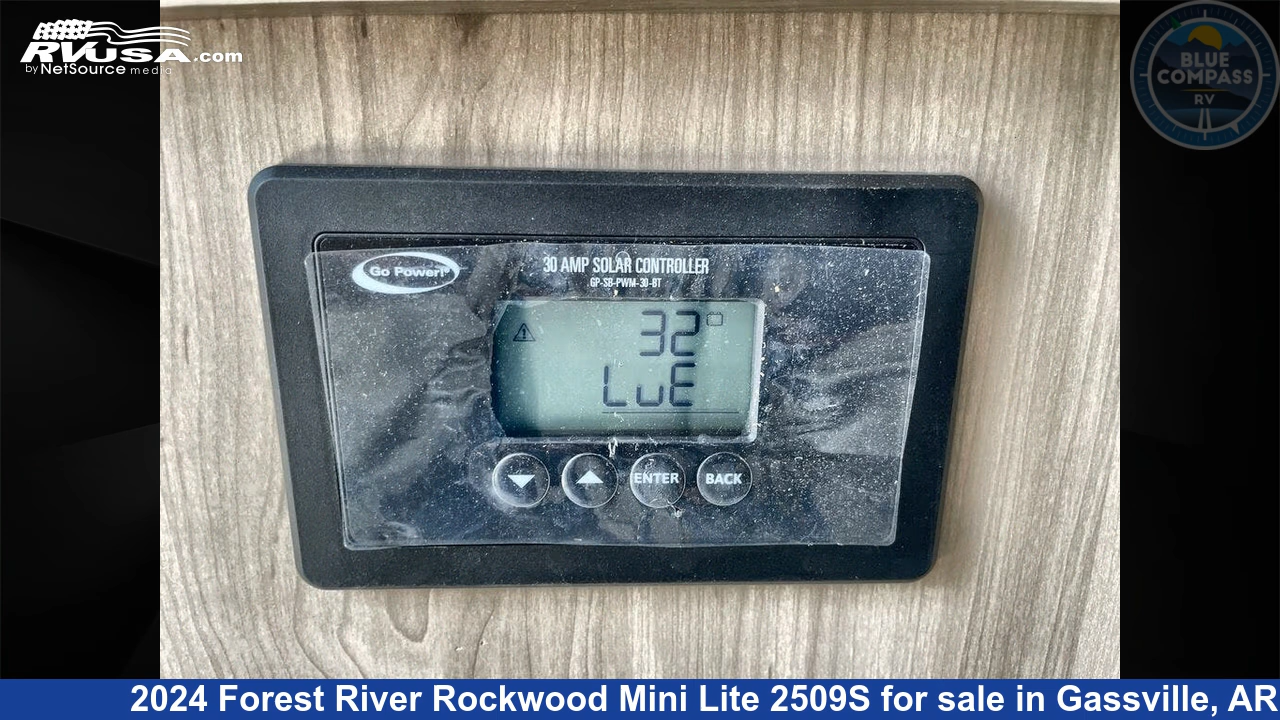 RVUSA.com
by NetSource media
BLUE
COMPASS
RV
Go Power!
30 AMP SOLAR CONTROLLER
GP-SB-PWM-30-BT
32°
LuE
ENTER
BACK
2024 Forest River Rockwood Mini Lite 2509S for sale in Gassville, AR